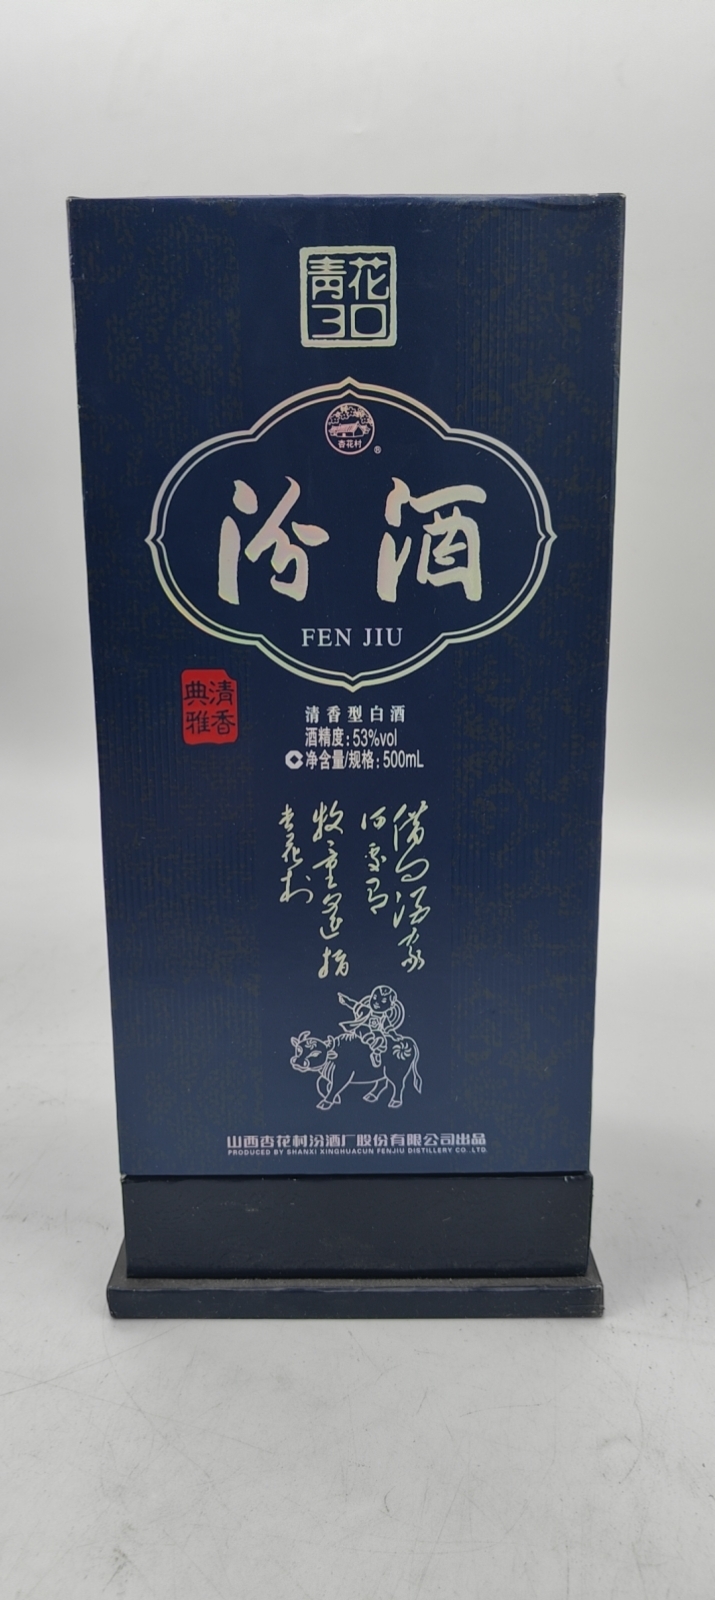 青花
30
杏花村
®
汾酒
FEN JIU
清香
典雅
清香型白酒
酒精度:53%vol
净含量/规格:500mL
借问酒家
何处有
牧童遥指
杏花村
山西杏花村汾酒厂股份有限公司出品
PRODUCED BY SHANXI XINGHUACUN FENJIU DISTILLERY CO.,LTD.